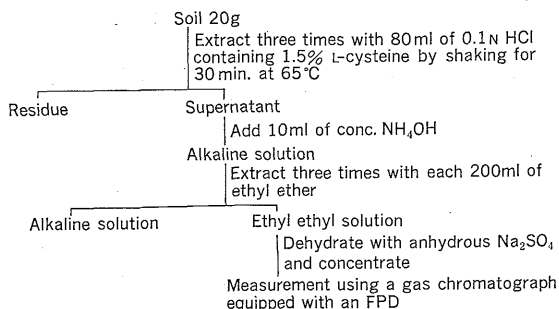 Soil 20g
Extract three times with 80ml of 0.1N HCl
containing 1.5% L-cysteine by shaking for
30 min. at 65°C
Residue Supernatant
Add 10ml of conc. NH₄OH
Alkaline solution
Extract three times with each 200ml of
ethyl ether
Alkaline solution Ethyl ethyl solution
Dehydrate with anhydrous Na₂SO₄
and concentrate
Measurement using a gas chromatograph
equipped with an FPD